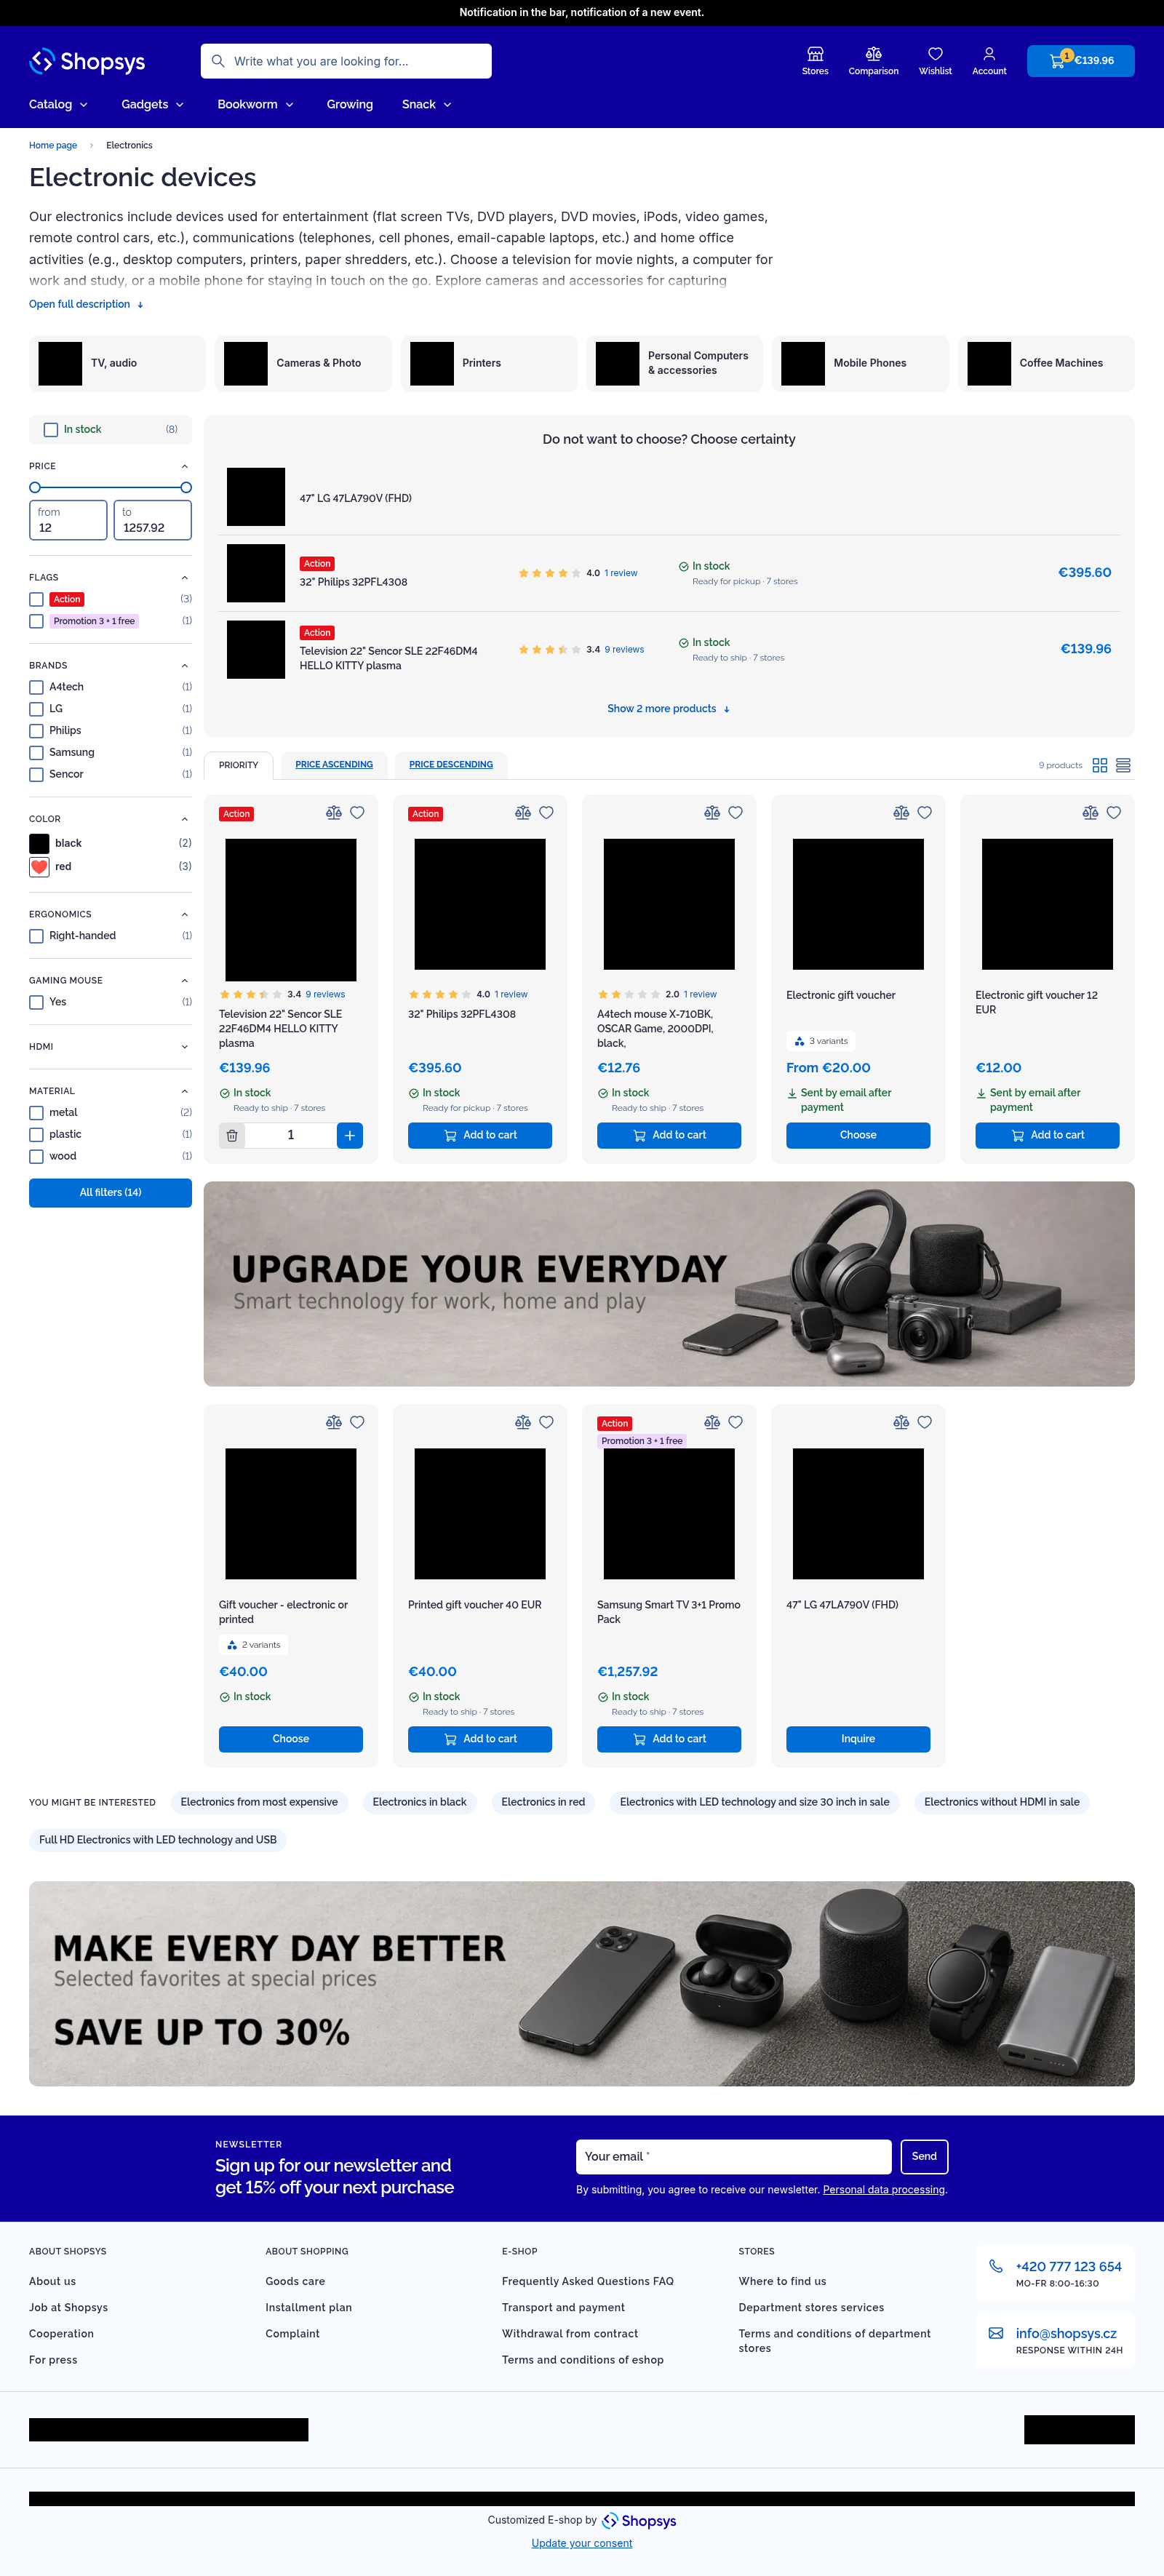 Notification in the bar, notification of a new event.
Shopsys
Write what you are looking for...
Stores
Comparison
Wishlist
Account
1
€139.96
Catalog
Gadgets
Bookworm
Growing
Snack
Home page
Electronics
Electronic devices
Our electronics include devices used for entertainment (flat screen TVs, DVD players, DVD movies, iPods, video games,
remote control cars, etc.), communications (telephones, cell phones, email-capable laptops, etc.) and home office
activities (e.g., desktop computers, printers, paper shredders, etc.). Choose a television for movie nights, a computer for
work and study, or a mobile phone for staying in touch on the go. Explore cameras and accessories for capturing
Open full description
TV, audio
Cameras & Photo
Printers
Personal Computers
& accessories
Mobile Phones
Coffee Machines
In stock (8)
PRICE
from
12
to
1257.92
FLAGS
Action (3)
Promotion 3 + 1 free (1)
BRANDS
A4tech (1)
LG (1)
Philips (1)
Samsung (1)
Sencor (1)
COLOR
black (2)
red (3)
ERGONOMICS
Right-handed (1)
GAMING MOUSE
Yes (1)
HDMI
MATERIAL
metal (2)
plastic (1)
wood (1)
All filters (14)
Do not want to choose? Choose certainty
47" LG 47LA790V (FHD)
Action
32" Philips 32PFL4308
4.0 1 review
In stock
Ready for pickup · 7 stores
€395.60
Action
Television 22" Sencor SLE 22F46DM4
HELLO KITTY plasma
3.4 9 reviews
In stock
Ready to ship · 7 stores
€139.96
Show 2 more products
PRIORITY
PRICE ASCENDING
PRICE DESCENDING
9 products
Action
3.4 9 reviews
Television 22" Sencor SLE
22F46DM4 HELLO KITTY
plasma
€139.96
In stock
Ready to ship · 7 stores
1
Action
4.0 1 review
32" Philips 32PFL4308
€395.60
In stock
Ready for pickup · 7 stores
Add to cart
2.0 1 review
A4tech mouse X-710BK,
OSCAR Game, 2000DPI,
black,
€12.76
In stock
Ready to ship · 7 stores
Add to cart
Electronic gift voucher
3 variants
From €20.00
Sent by email after
payment
Choose
Electronic gift voucher 12
EUR
€12.00
Sent by email after
payment
Add to cart
UPGRADE YOUR EVERYDAY
Smart technology for work, home and play
Gift voucher - electronic or
printed
2 variants
€40.00
In stock
Choose
Printed gift voucher 40 EUR
€40.00
In stock
Ready to ship · 7 stores
Add to cart
Action
Promotion 3 + 1 free
Samsung Smart TV 3+1 Promo
Pack
€1,257.92
In stock
Ready to ship · 7 stores
Add to cart
47" LG 47LA790V (FHD)
Inquire
YOU MIGHT BE INTERESTED
Electronics from most expensive
Electronics in black
Electronics in red
Electronics with LED technology and size 30 inch in sale
Electronics without HDMI in sale
Full HD Electronics with LED technology and USB
MAKE EVERY DAY BETTER
Selected favorites at special prices
SAVE UP TO 30%
NEWSLETTER
Sign up for our newsletter and
get 15% off your next purchase
Your email *
Send
By submitting, you agree to receive our newsletter. Personal data processing.
ABOUT SHOPSYS
About us
Job at Shopsys
Cooperation
For press
ABOUT SHOPPING
Goods care
Installment plan
Complaint
E-SHOP
Frequently Asked Questions FAQ
Transport and payment
Withdrawal from contract
Terms and conditions of eshop
STORES
Where to find us
Department stores services
Terms and conditions of department
stores
+420 777 123 654
MO-FR 8:00-16:30
info@shopsys.cz
RESPONSE WITHIN 24H
Customized E-shop by Shopsys
Update your consent